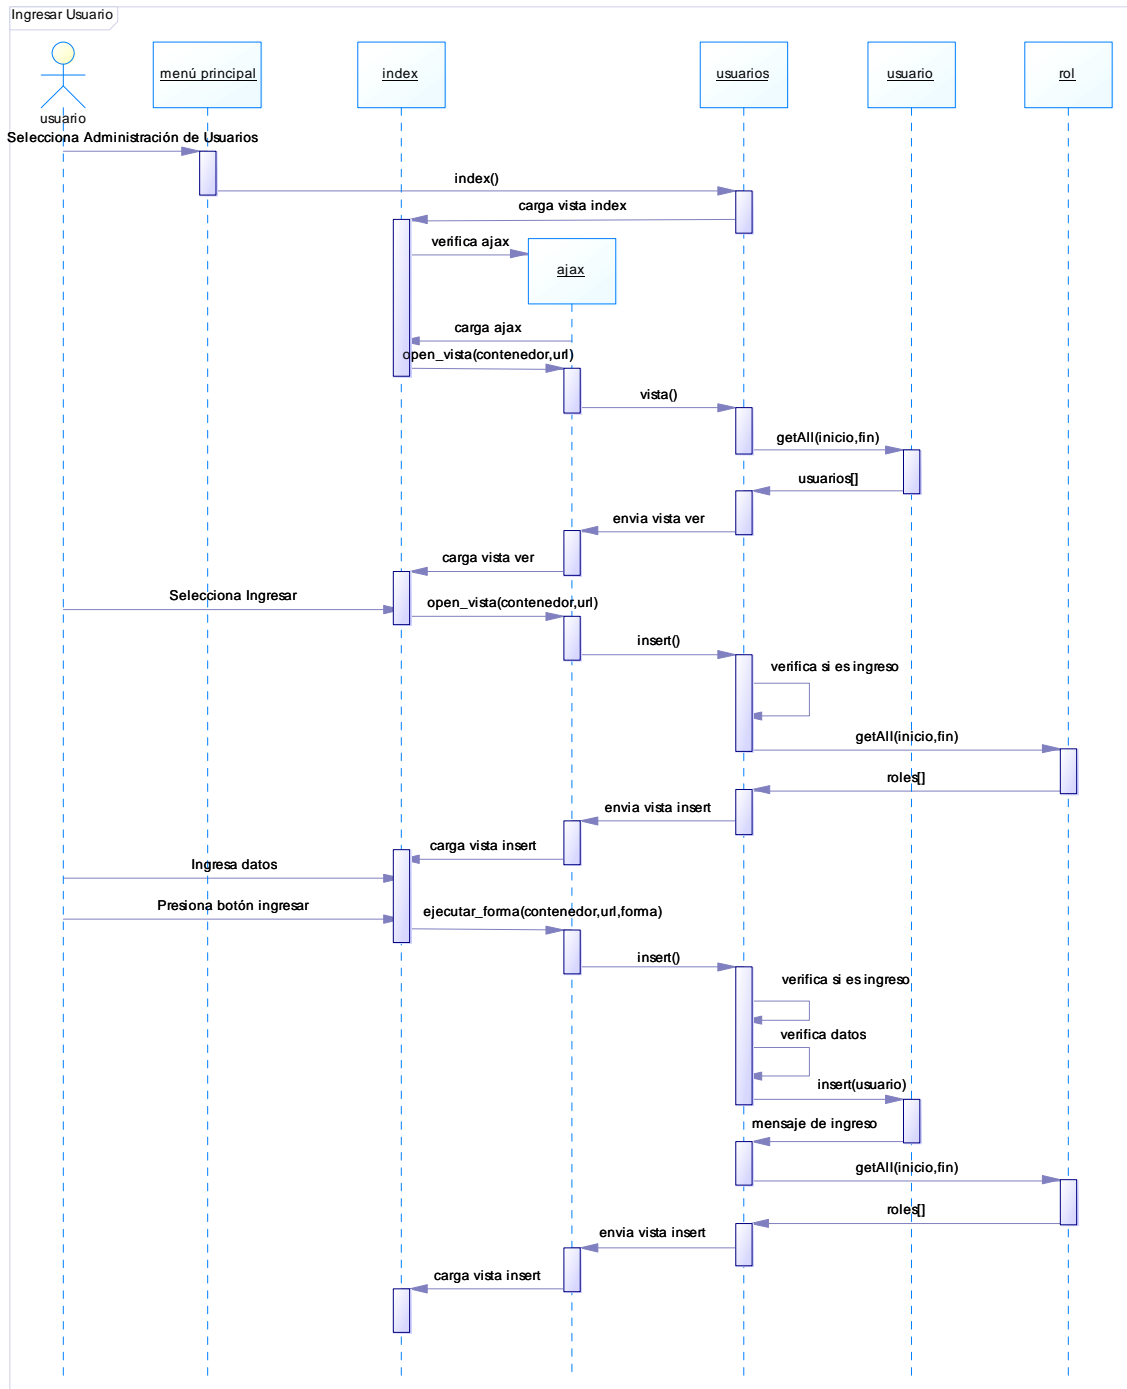 Ingresar Usuario
menú principal
index
usuarios
usuario
rol
usuario
Selecciona Administración de Usuarios
index()
carga vista index
verifica ajax
ajax
carga ajax
open_vista(contenedor,url)
vista()
getAll(inicio,fin)
usuarios[]
envia vista ver
carga vista ver
Selecciona Ingresar
open_vista(contenedor,url)
insert()
verifica si es ingreso
getAll(inicio,fin)
roles[]
envia vista insert
carga vista insert
Ingresa datos
Presiona botón ingresar
ejecutar_forma(contenedor,url,forma)
insert()
verifica si es ingreso
verifica datos
insert(usuario)
mensaje de ingreso
getAll(inicio,fin)
roles[]
envia vista insert
carga vista insert